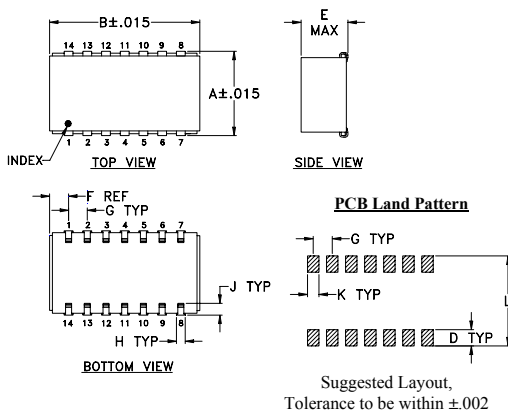 B±.015
14 13 12 11 10 9 8
A±.015
INDEX
1 2 3 4 5 6 7
TOP VIEW
E
MAX
SIDE VIEW
F REF
G TYP
1 2 3 4 5 6 7
J TYP
14 13 12 11 10 9 8
H TYP
BOTTOM VIEW
PCB Land Pattern
G TYP
K TYP
L
D TYP
Suggested Layout,
Tolerance to be within ±.002